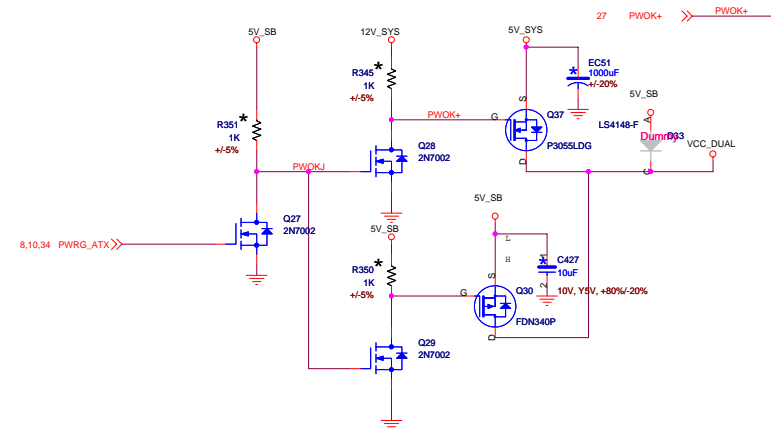 27 PWOK+ PWOK+
5V_SB
12V_SYS
5V_SYS
R345
1K
+/-5%
EC51
1000uF
+/-20%
5V_SB
R351
1K
+/-5%
PWOK+
G
S
D
Q37
P3055LDG
LS4148-F
A
C
Dummy
D33
VCC_DUAL
Q28
2N7002
PWOKJ
Q27
2N7002
8,10,34 PWRG_ATX
5V_SB
5V_SB
L
H
R350
1K
+/-5%
G
S
D
Q30
FDN340P
1
2
C427
10uF
10V, Y5V, +80%/-20%
Q29
2N7002